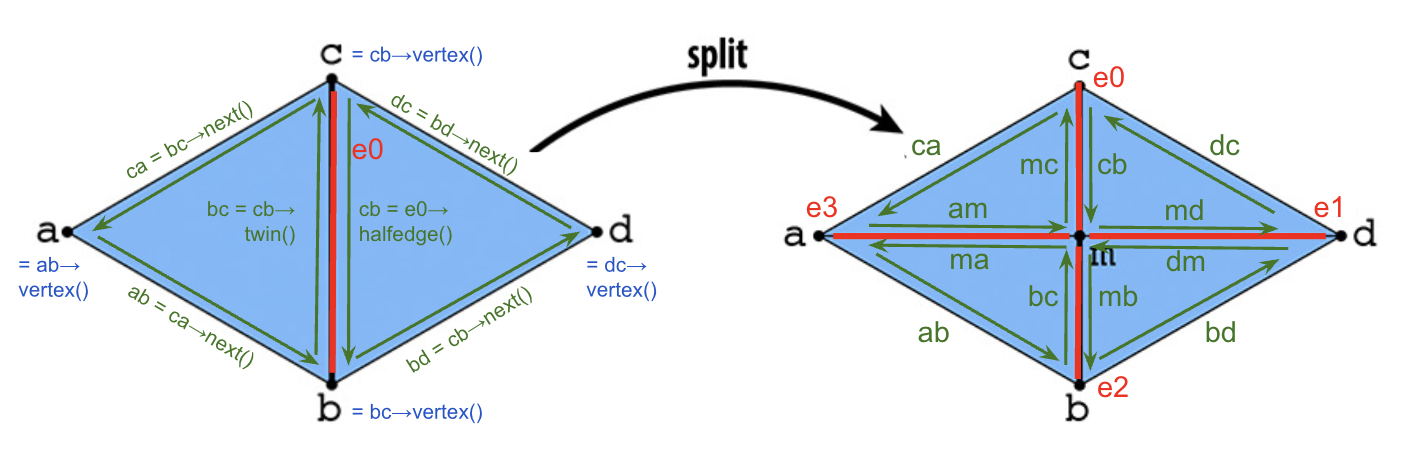 split
c = cb→vertex()
ca = bc→next()
dc = bd→next()
e0
bc = cb→
twin()
cb = e0→
halfedge()
a
= ab→
vertex()
d
= dc→
vertex()
ab = ca→next()
bd = cb→next()
b = bc→vertex()
c
e0
ca
dc
mc
cb
e3
am
md
e1
a
m
d
ma
dm
bc
mb
ab
bd
e2
b